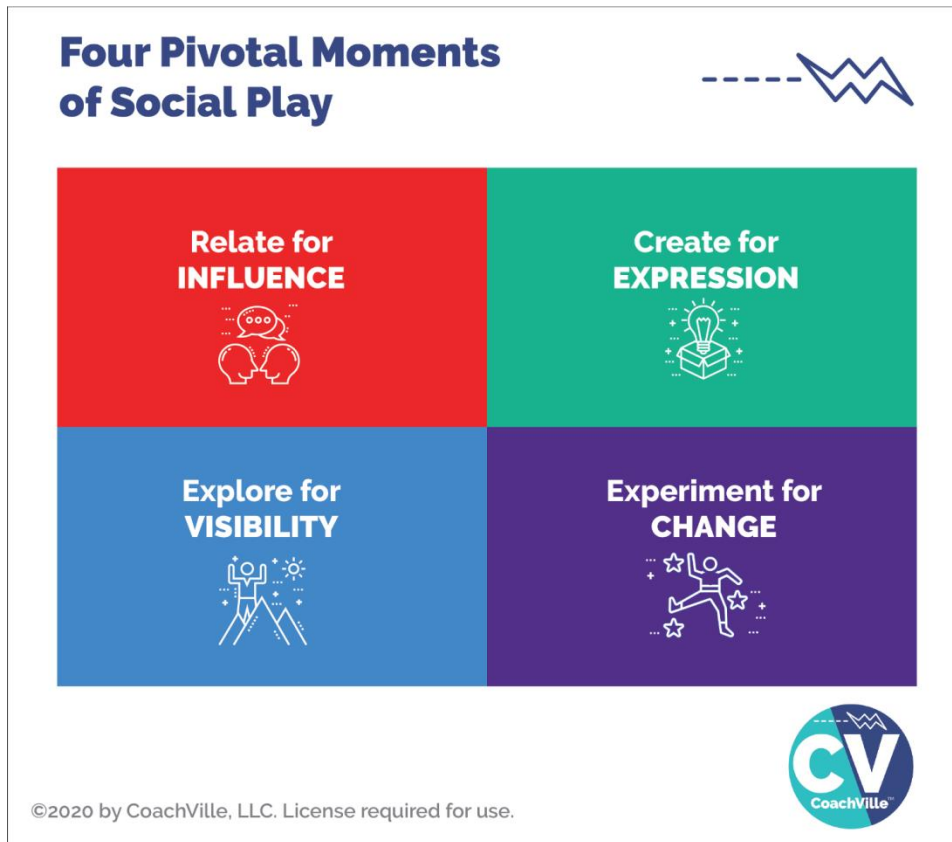 Four Pivotal Moments
of Social Play
Relate for
INFLUENCE
Create for
EXPRESSION
Explore for
VISIBILITY
Experiment for
CHANGE
CV
CoachVille™
©2020 by CoachVille, LLC. License required for use.